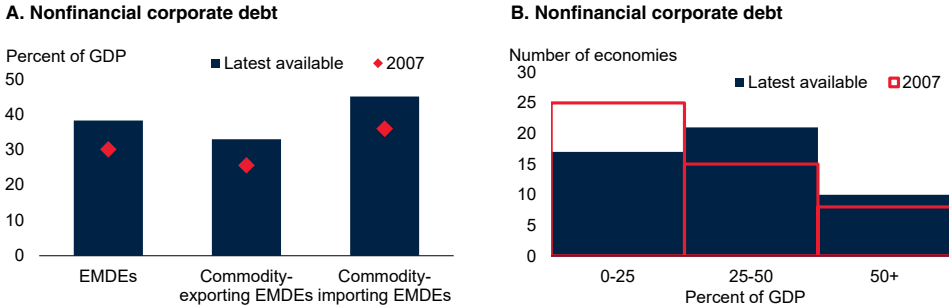 A. Nonfinancial corporate debt
Percent of GDP
Latest available
2007
50
40
30
20
10
0
EMDEs
Commodity-
exporting EMDEs
Commodity-
importing EMDEs
B. Nonfinancial corporate debt
Number of economies
Latest available
2007
30
25
20
15
10
5
0
0-25
25-50
50+
Percent of GDP